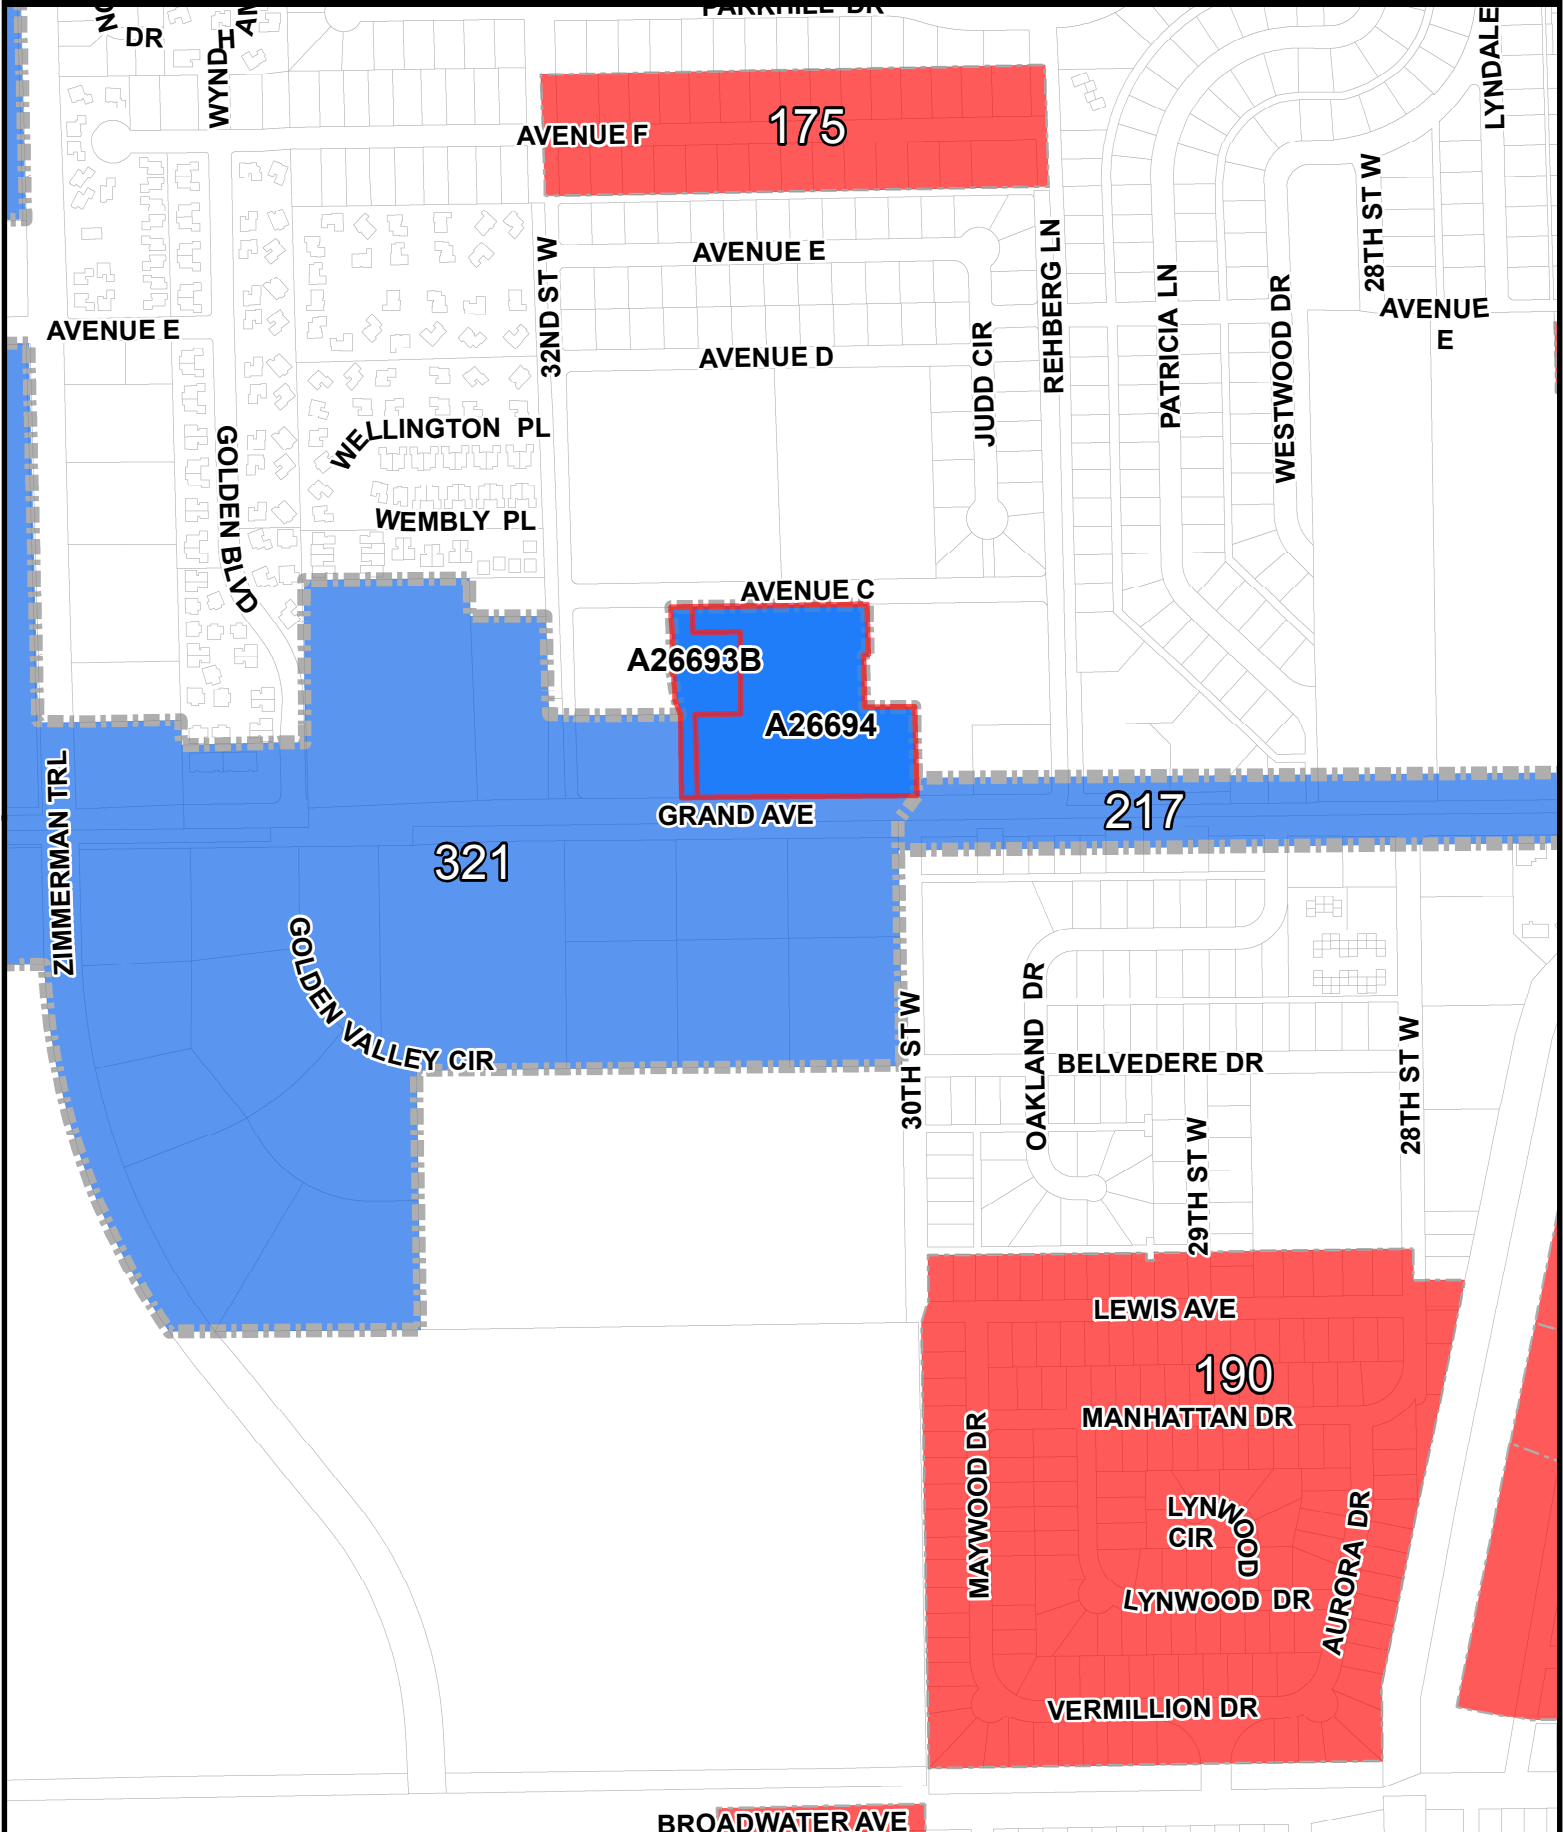 PARKHILL DR
DR
WYNDH
LYNDALE
AVENUE F
175
28TH ST W
AVENUE E
32ND ST W
REHBERG LN
PATRICIA LN
WESTWOOD DR
AVENUE
E
AVENUE E
AVENUE D
JUDD CIR
WELLINGTON PL
GOLDEN BLVD
WEMBLY PL
AVENUE C
A26693B
A26694
ZIMMERMAN TRL
GRAND AVE
217
321
GOLDEN VALLEY CIR
30TH ST W
OAKLAND DR
BELVEDERE DR
28TH ST W
29TH ST W
LEWIS AVE
190
MANHATTAN DR
MAYWOOD DR
LYNWOOD
CIR
LYNWOOD DR
AURORA DR
VERMILLION DR
BROADWATER AVE